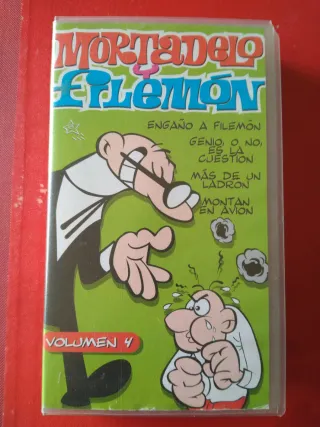 MORTADELO
Y
FILEMÓN
ENGAÑO A FILEMÓN
GENIO, O NO,
ES LA
CUESTIÓN
MÁS DE UN
LADRÓN
MONTAN
EN AVIÓN
VOLUMEN 4